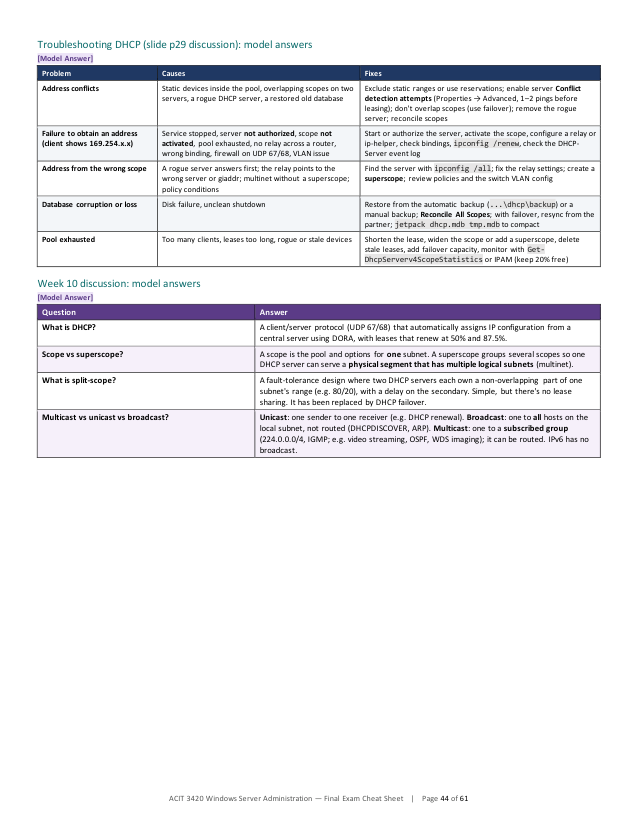 Troubleshooting DHCP (slide p29 discussion): model answers
[Model Answer]
Problem Causes Fixes
Address conflicts
Static devices inside the pool, overlapping scopes on two
servers, a rogue DHCP server, a restored old database
Exclude static ranges or use reservations; enable server Conflict
detection attempts (Properties → Advanced, 1–2 pings before
leasing); don't overlap scopes (use failover); remove the rogue
server; reconcile scopes
Failure to obtain an address
(client shows 169.254.x.x)
Service stopped, server not authorized, scope not
activated, pool exhausted, no relay across a router,
wrong binding, firewall on UDP 67/68, VLAN issue
Start or authorize the server, activate the scope, configure a relay or
ip-helper, check bindings, ipconfig /renew, check the DHCP-
Server event log
Address from the wrong scope
A rogue server answers first; the relay points to the
wrong server or giaddr; multinet without a superscope;
policy conditions
Find the server with ipconfig /all; fix the relay settings; create a
superscope; review policies and the switch VLAN config
Database corruption or loss
Disk failure, unclean shutdown
Restore from the automatic backup (...\dhcp\backup) or a
manual backup; Reconcile All Scopes; with failover, resync from the
partner; jetpack dhcp.mdb tmp.mdb to compact
Pool exhausted
Too many clients, leases too long, rogue or stale devices
Shorten the lease, widen the scope or add a superscope, delete
stale leases, add failover capacity, monitor with Get-
DhcpServerv4ScopeStatistics or IPAM (keep 20% free)
Week 10 discussion: model answers
[Model Answer]
Question Answer
What is DHCP?
A client/server protocol (UDP 67/68) that automatically assigns IP configuration from a
central server using DORA, with leases that renew at 50% and 87.5%.
Scope vs superscope?
A scope is the pool and options for one subnet. A superscope groups several scopes so one
DHCP server can serve a physical segment that has multiple logical subnets (multinet).
What is split-scope?
A fault-tolerance design where two DHCP servers each own a non-overlapping part of one
subnet's range (e.g. 80/20), with a delay on the secondary. Simple, but there's no lease
sharing. It has been replaced by DHCP failover.
Multicast vs unicast vs broadcast?
Unicast: one sender to one receiver (e.g. DHCP renewal). Broadcast: one to all hosts on the
local subnet, not routed (DHCPDISCOVER, ARP). Multicast: one to a subscribed group
(224.0.0.0/4, IGMP; e.g. video streaming, OSPF, WDS imaging); it can be routed. IPv6 has no
broadcast.
ACIT 3420 Windows Server Administration — Final Exam Cheat Sheet | Page 44 of 61